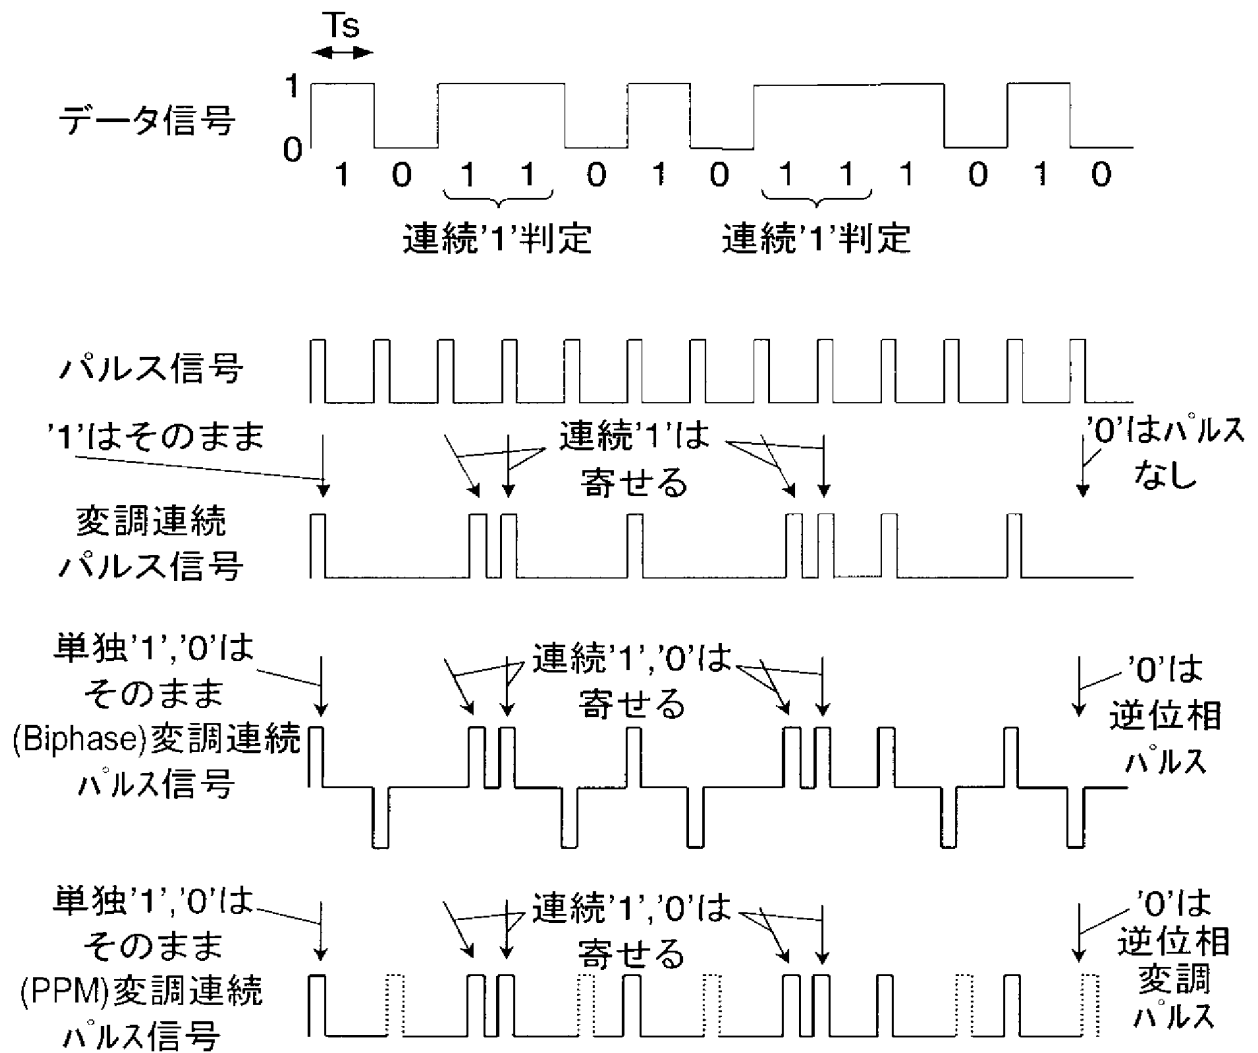 Ts
1
データ信号
0
1 0 1 1 0 1 0 1 1 1 0 1 0
連続'1'判定 連続'1'判定
パルス信号
'1'はそのまま
連続'1'は
寄せる
'0'はパルス
なし
変調連続
パルス信号
単独'1','0'は
そのまま
(Biphase)変調連続
パルス信号
連続'1','0'は
寄せる
'0'は
逆位相
パルス
単独'1','0'は
そのまま
(PPM)変調連続
パルス信号
連続'1','0'は
寄せる
'0'は
逆位相
変調
パルス